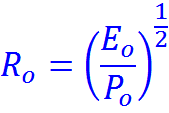 R_o = (E_o / P_o)^{1/2}